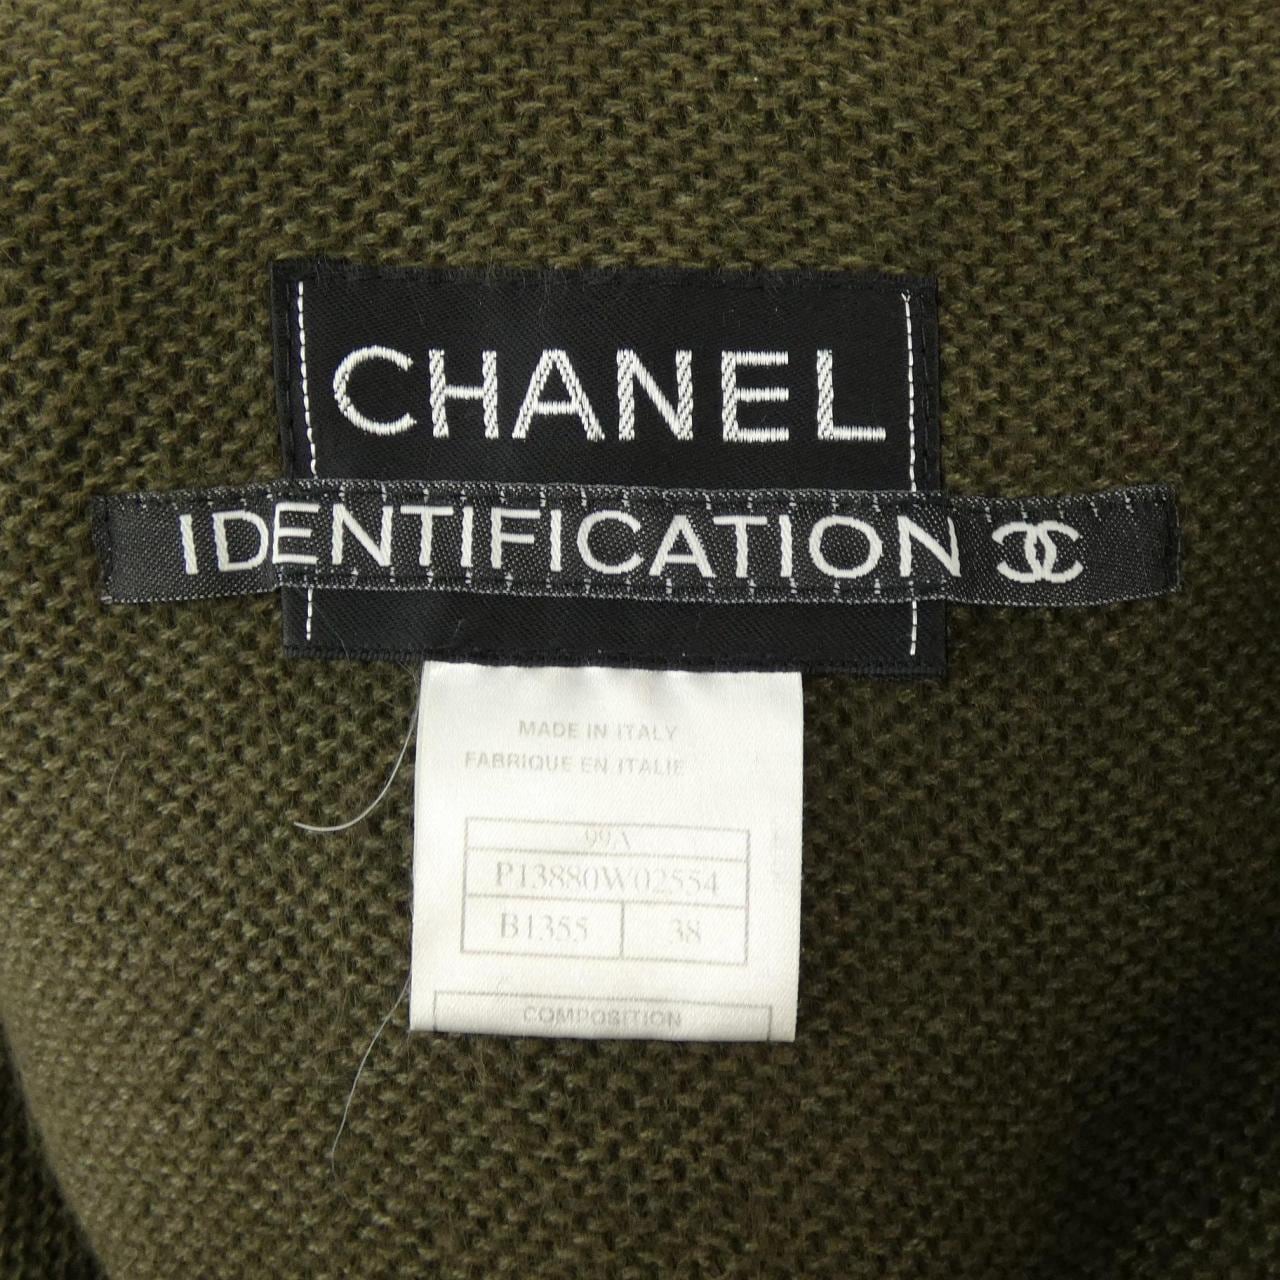 CHANEL
IDENTIFICATION
MADE IN ITALY
FABRIQUE EN ITALIE
99A
P13880W02554
B1355 38
COMPOSITION